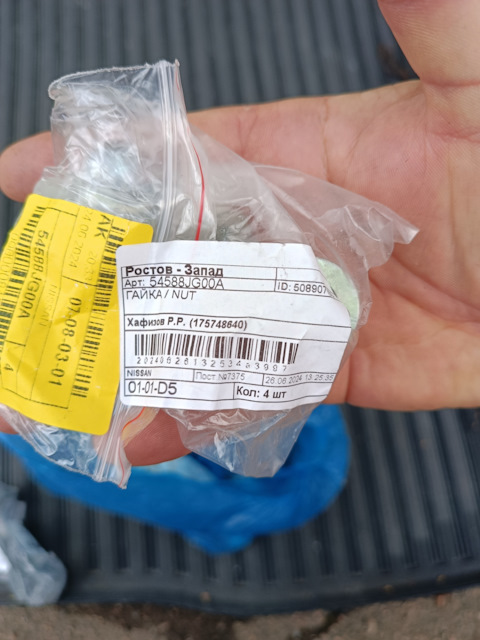 Ростов - Запад
Арт: 54588JG00A
ID: 508907
ГАЙКА / NUT
Хафизов Р.Р. (175748640)
NISSAN
Пост №7375
26.06.2024 13:25:35
01-01-D5
Кол: 4 шт
54588JG00A
07-08-03-01